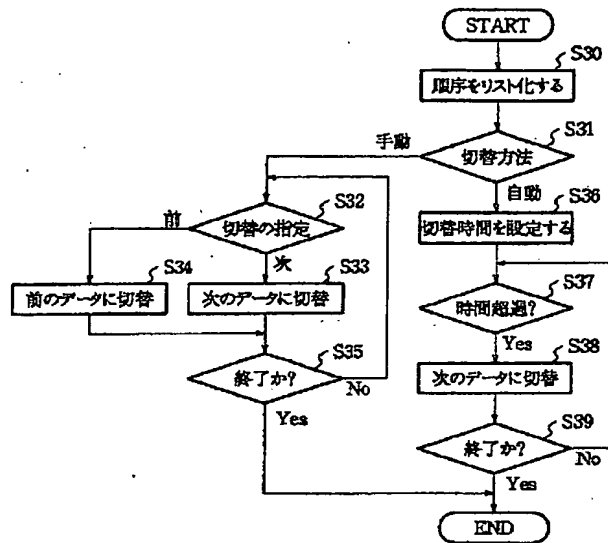 START
S30
順序をリスト化する
S31
切替方法
手動
自動
S32
切替の指定
前
次
S34
前のデータに切替
S33
次のデータに切替
S35
終了か?
No
Yes
S36
切替時間を設定する
S37
時間超過?
Yes
S38
次のデータに切替
S39
終了か?
No
Yes
END